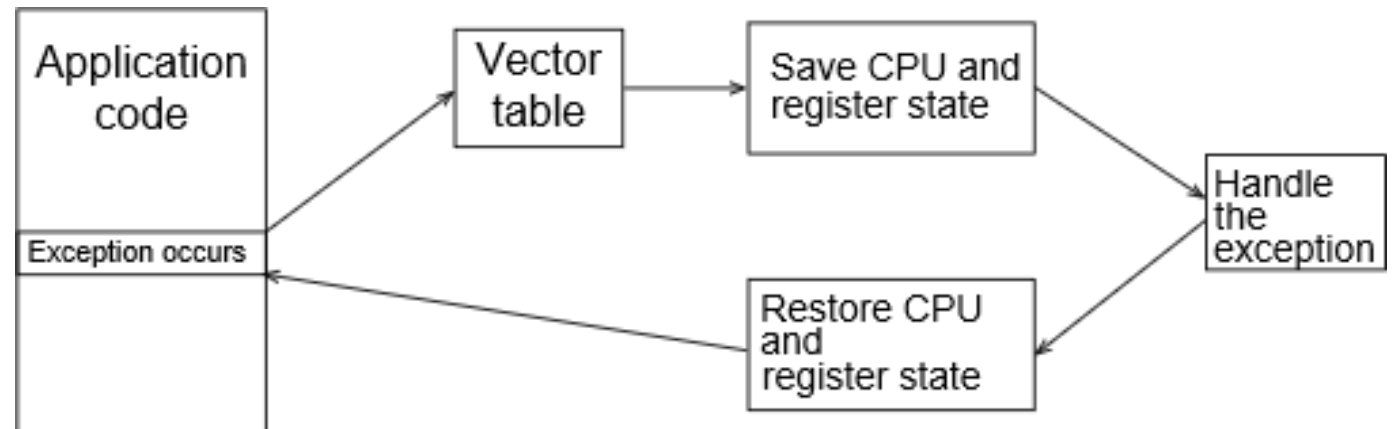 Application
code
Vector
table
Save CPU and
register state
Handle
the
exception
Exception occurs
Restore CPU
and
register state